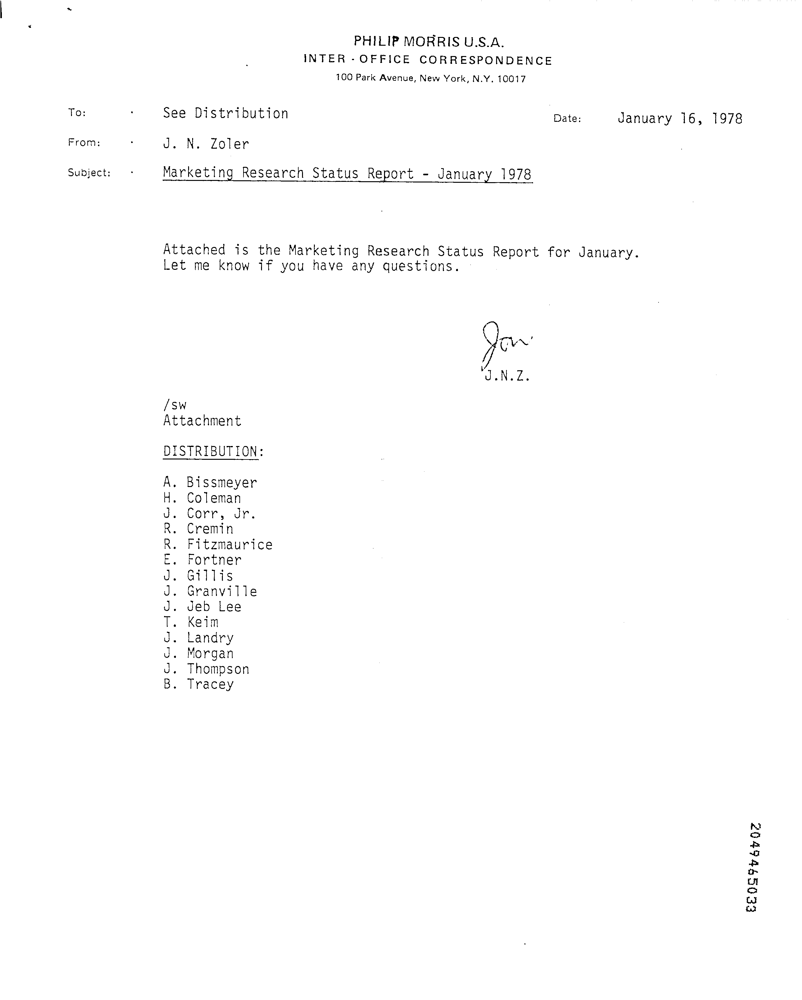 PHILIP MORRIS U.S.A.
INTER - OFFICE CORRESPONDENCE
100 Park Avenue, New York, N.Y. 10017
To: See Distribution
Date: January 16, 1978
From: J. N. Zoler
Subject: Marketing Research Status Report - January 1978
Attached is the Marketing Research Status Report for January.
Let me know if you have any questions.
Jon
J.N.Z.
/sw
Attachment
DISTRIBUTION:
A. Bissmeyer
H. Coleman
J. Corr, Jr.
R. Cremin
R. Fitzmaurice
E. Fortner
J. Gillis
J. Granville
J. Jeb Lee
T. Keim
J. Landry
J. Morgan
J. Thompson
B. Tracey
2049465033